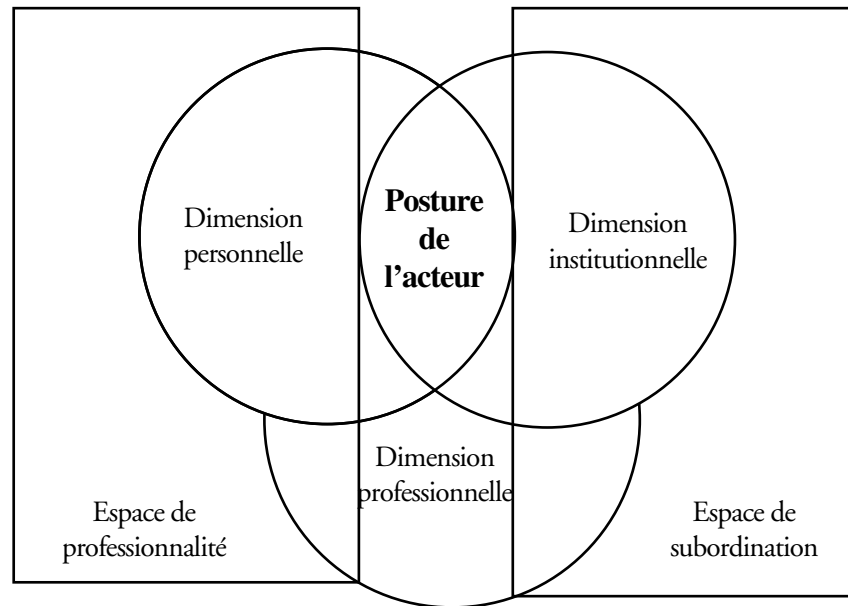 Dimension
personnelle
Posture
de
l’acteur
Dimension
institutionnelle
Dimension
professionnelle
Espace de
professionnalité
Espace de
subordination